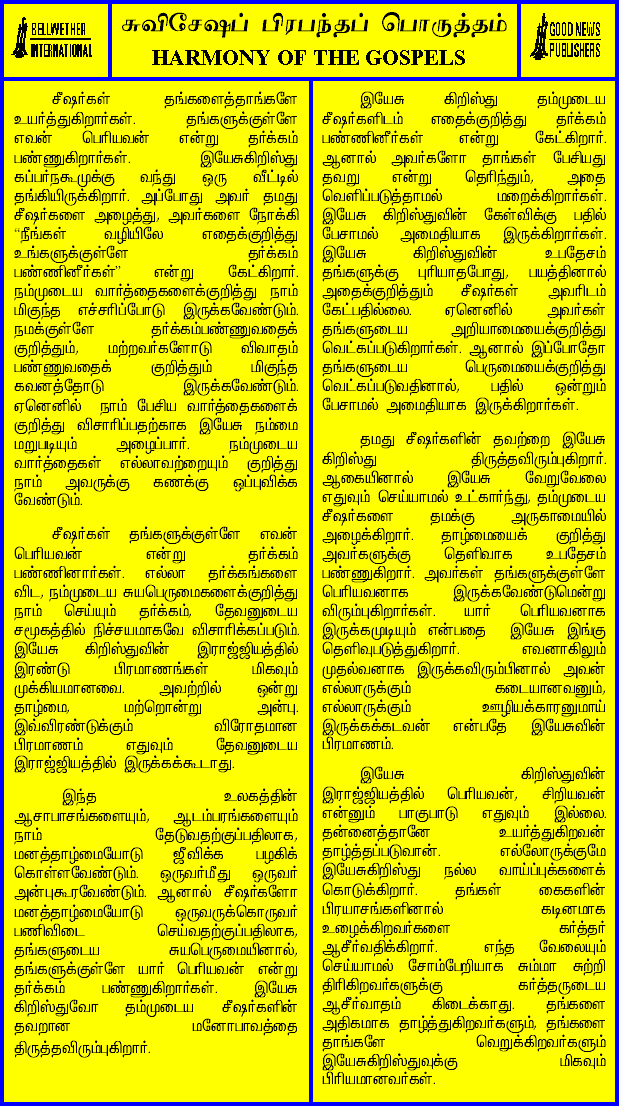 BELLWETHER
INTERNATIONAL
சுவிசேஷப் பிரபந்தப் பொருத்தம்
HARMONY OF THE GOSPELS
GOOD NEWS
PUBLISHERS
சீஷர்கள் தங்களைத்தாங்களே
உயர்த்துகிறார்கள். தங்களுக்குள்ளே
எவன் பெரியவன் என்று தர்க்கம்
பண்ணுகிறார்கள். இயேசுகிறிஸ்து
கப்பர்நகூமுக்கு வந்து ஒரு வீட்டில்
தங்கியிருக்கிறார். அப்போது அவர் தமது
சீஷர்களை அழைத்து, அவர்களை நோக்கி
“நீங்கள் வழியிலே எதைக்குறித்து
உங்களுக்குள்ளே தர்க்கம்
பண்ணினீர்கள்” என்று கேட்கிறார்.
நம்முடைய வார்த்தைகளைக்குறித்து நாம்
மிகுந்த எச்சரிப்போடு இருக்கவேண்டும்.
நமக்குள்ளே தர்க்கம்பண்ணுவதைக்
குறித்தும், மற்றவர்களோடு விவாதம்
பண்ணுவதைக் குறித்தும் மிகுந்த
கவனத்தோடு இருக்கவேண்டும்.
ஏனெனில் நாம் பேசிய வார்த்தைகளைக்
குறித்து விசாரிப்பதற்காக இயேசு நம்மை
மறுபடியும் அழைப்பார். நம்முடைய
வார்த்தைகள் எல்லாவற்றையும் குறித்து
நாம் அவருக்கு கணக்கு ஒப்புவிக்க
வேண்டும்.
சீஷர்கள் தங்களுக்குள்ளே எவன்
பெரியவன் என்று தர்க்கம்
பண்ணினார்கள். எல்லா தர்க்கங்களை
விட, நம்முடைய சுயபெருமைகளைக்குறித்து
நாம் செய்யும் தர்க்கம், தேவனுடைய
சமூகத்தில் நிச்சயமாகவே விசாரிக்கப்படும்.
இயேசு கிறிஸ்துவின் இராஜ்ஜியத்தில்
இரண்டு பிரமாணங்கள் மிகவும்
முக்கியமானவை. அவற்றில் ஒன்று
தாழ்மை, மற்றொன்று அன்பு.
இவ்விரண்டுக்கும் விரோதமான
பிரமாணம் எதுவும் தேவனுடைய
இராஜ்ஜியத்தில் இருக்கக்கூடாது.
இந்த உலகத்தின்
ஆசாபாசங்களையும், ஆடம்பரங்களையும்
நாம் தேடுவதற்குப்பதிலாக,
மனத்தாழ்மையோடு ஜீவிக்க பழகிக்
கொள்ளவேண்டும். ஒருவர்மீது ஒருவர்
அன்புகூரவேண்டும். ஆனால் சீஷர்களோ
மனத்தாழ்மையோடு ஒருவருக்கொருவர்
பணிவிடை செய்வதற்குப்பதிலாக,
தங்களுடைய சுயபெருமையினால்,
தங்களுக்குள்ளே யார் பெரியவன் என்று
தர்க்கம் பண்ணுகிறார்கள். இயேசு
கிறிஸ்துவோ தம்முடைய சீஷர்களின்
தவறான மனோபாவத்தை
திருத்தவிரும்புகிறார்.
இயேசு கிறிஸ்து தம்முடைய
சீஷர்களிடம் எதைக்குறித்து தர்க்கம்
பண்ணினீர்கள் என்று கேட்கிறார்.
ஆனால் அவர்களோ தாங்கள் பேசியது
தவறு என்று தெரிந்தும், அதை
வெளிப்படுத்தாமல் மறைக்கிறார்கள்.
இயேசு கிறிஸ்துவின் கேள்விக்கு பதில்
பேசாமல் அமைதியாக இருக்கிறார்கள்.
இயேசு கிறிஸ்துவின் உபதேசம்
தங்களுக்கு புரியாதபோது, பயத்தினால்
அதைக்குறித்தும் சீஷர்கள் அவரிடம்
கேட்பதில்லை. ஏனெனில் அவர்கள்
தங்களுடைய அறியாமையைக்குறித்து
வெட்கப்படுகிறார்கள். ஆனால் இப்போதோ
தங்களுடைய பெருமையைக்குறித்து
வெட்கப்படுவதினால், பதில் ஒன்றும்
பேசாமல் அமைதியாக இருக்கிறார்கள்.
தமது சீஷர்களின் தவற்றை இயேசு
கிறிஸ்து திருத்தவிரும்புகிறார்.
ஆகையினால் இயேசு வேறுவேலை
எதுவும் செய்யாமல் உட்கார்ந்து, தம்முடைய
சீஷர்களை தமக்கு அருகாமையில்
அழைக்கிறார். தாழ்மையைக் குறித்து
அவர்களுக்கு தெளிவாக உபதேசம்
பண்ணுகிறார். அவர்கள் தங்களுக்குள்ளே
பெரியவனாக இருக்கவேண்டுமென்று
விரும்புகிறார்கள். யார் பெரியவனாக
இருக்கமுடியும் என்பதை இயேசு இங்கு
தெளிவுபடுத்துகிறார். எவனாகிலும்
முதல்வனாக இருக்கவிரும்பினால் அவன்
எல்லாருக்கும் கடையானவனும்,
எல்லாருக்கும் ஊழியக்காரனுமாய்
இருக்கக்கடவன் என்பதே இயேசுவின்
பிரமாணம்.
இயேசு கிறிஸ்துவின்
இராஜ்ஜியத்தில் பெரியவன், சிறியவன்
என்னும் பாகுபாடு எதுவும் இல்லை.
தன்னைத்தானே உயர்த்துகிறவன்
தாழ்த்தப்படுவான். எல்லோருக்குமே
இயேசுகிறிஸ்து நல்ல வாய்ப்புக்களைக்
கொடுக்கிறார். தங்கள் கைகளின்
பிரயாசங்களினால் கடினமாக
உழைக்கிறவர்களை கர்த்தர்
ஆசீர்வதிக்கிறார். எந்த வேலையும்
செய்யாமல் சோம்பேறியாக சும்மா சுற்றி
திரிகிறவர்களுக்கு கர்த்தருடைய
ஆசீர்வாதம் கிடைக்காது. தங்களை
அதிகமாக தாழ்த்துகிறவர்களும், தங்களை
தாங்களே வெறுக்கிறவர்களும்
இயேசுகிறிஸ்துவுக்கு மிகவும்
பிரியமானவர்கள்.